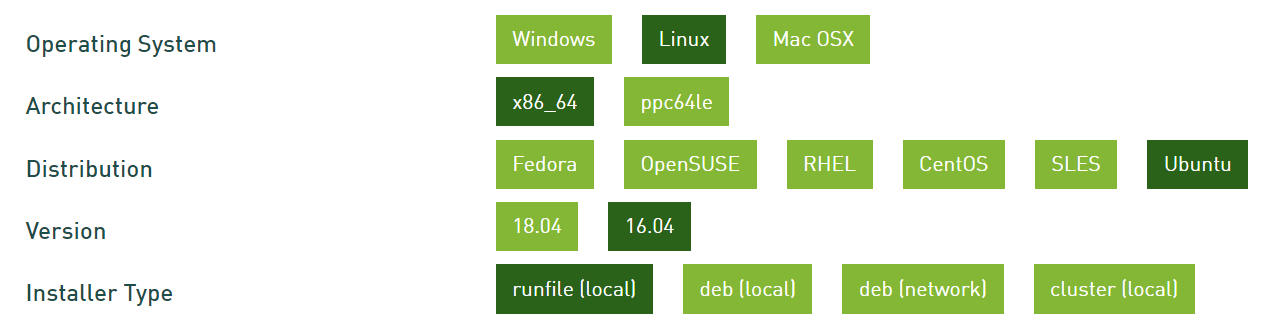 Operating System Windows Linux Mac OSX
Architecture x86_64 ppc64le
Distribution Fedora OpenSUSE RHEL CentOS SLES Ubuntu
Version 18.04 16.04
Installer Type runfile (local) deb (local) deb (network) cluster (local)